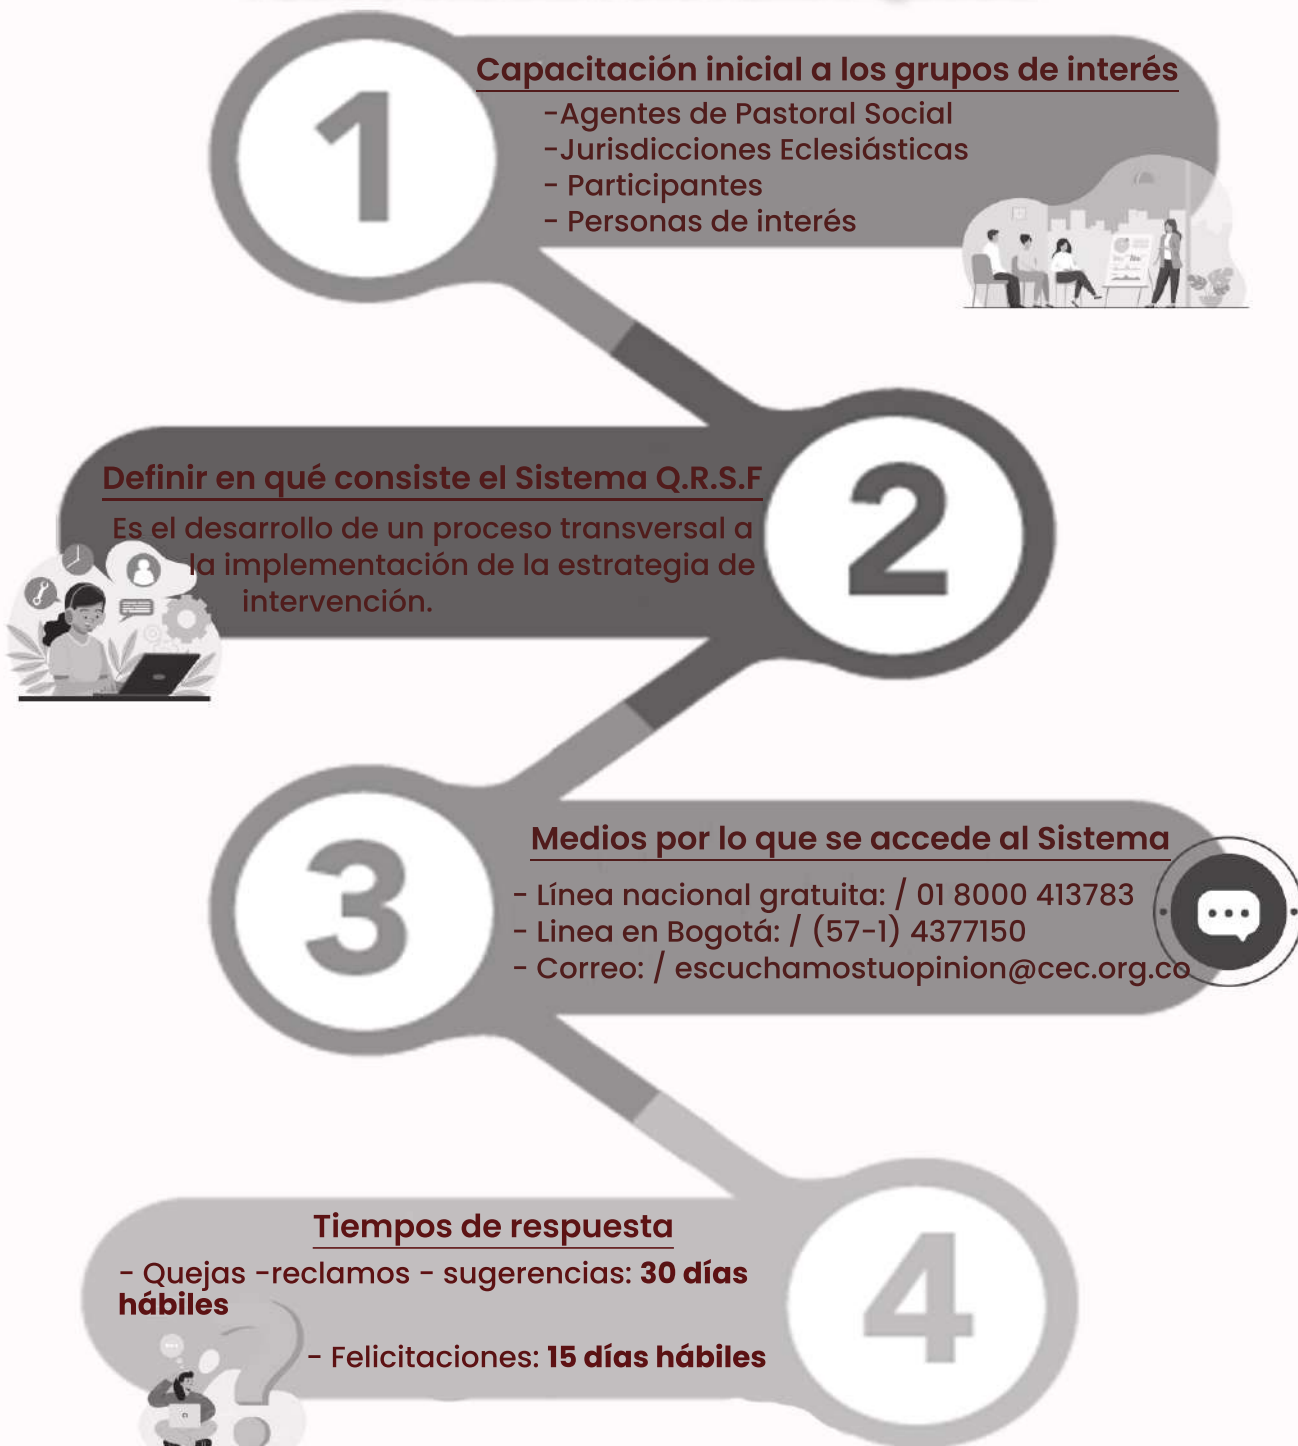 1
Capacitación inicial a los grupos de interés
-Agentes de Pastoral Social
-Jurisdicciones Eclesiásticas
- Participantes
- Personas de interés
2
Definir en qué consiste el Sistema Q.R.S.F
Es el desarrollo de un proceso transversal a
la implementación de la estrategia de
intervención.
3
Medios por lo que se accede al Sistema
- Línea nacional gratuita: / 01 8000 413783
- Linea en Bogotá: / (57-1) 4377150
- Correo: / escuchamostuopinion@cec.org.co
4
Tiempos de respuesta
- Quejas -reclamos - sugerencias: 30 días
hábiles
- Felicitaciones: 15 días hábiles